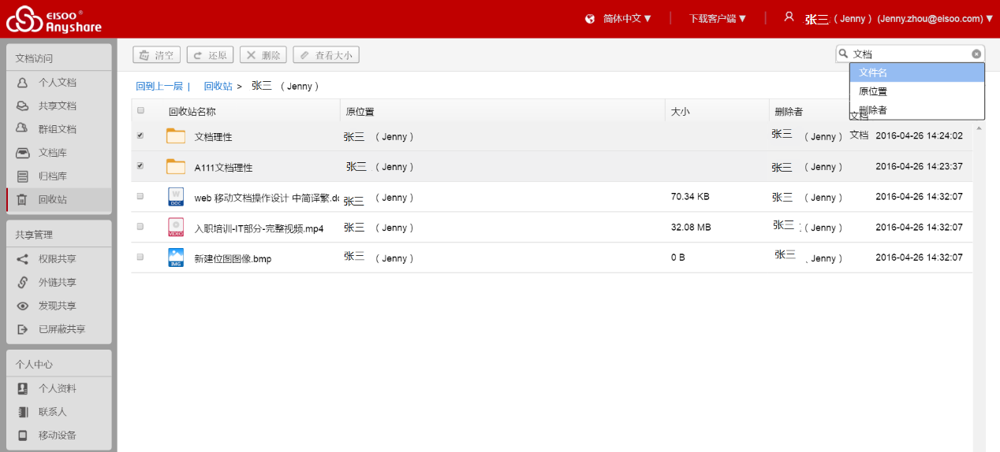 EISOO®
Anyshare
简体中文▼ | 下载客户端▼ | 张三 ( Jenny ) (Jenny.zhou@eisoo.com) ▼
文档访问
个人文档
共享文档
群组文档
文档库
归档库
回收站
共享管理
权限共享
外链共享
发现共享
已屏蔽共享
个人中心
个人资料
联系人
移动设备
清空 还原 删除 查看大小
文档
文件名
原位置
删除者
文档
文档
回到上一层 | 回收站 > 张三 ( Jenny )
回收站名称 原位置 大小 删除者
文档理性 张三 ( Jenny ) 张三 ( Jenny ) 2016-04-26 14:24:02
A111文档理性 张三 ( Jenny ) 张三 ( Jenny ) 2016-04-26 14:23:37
DOC web 移动文档操作设计 中简译繁.dc 张三 ( Jenny ) 70.34 KB 张三 ( Jenny ) 2016-04-26 14:32:07
VIDEO 入职培训-IT部分-完整视频.mp4 张三 ( Jenny ) 32.08 MB 张三 ( Jenny ) 2016-04-26 14:32:07
IMG 新建位图图像.bmp 张三 ( Jenny ) 0 B 张三 ( Jenny ) 2016-04-26 14:32:07